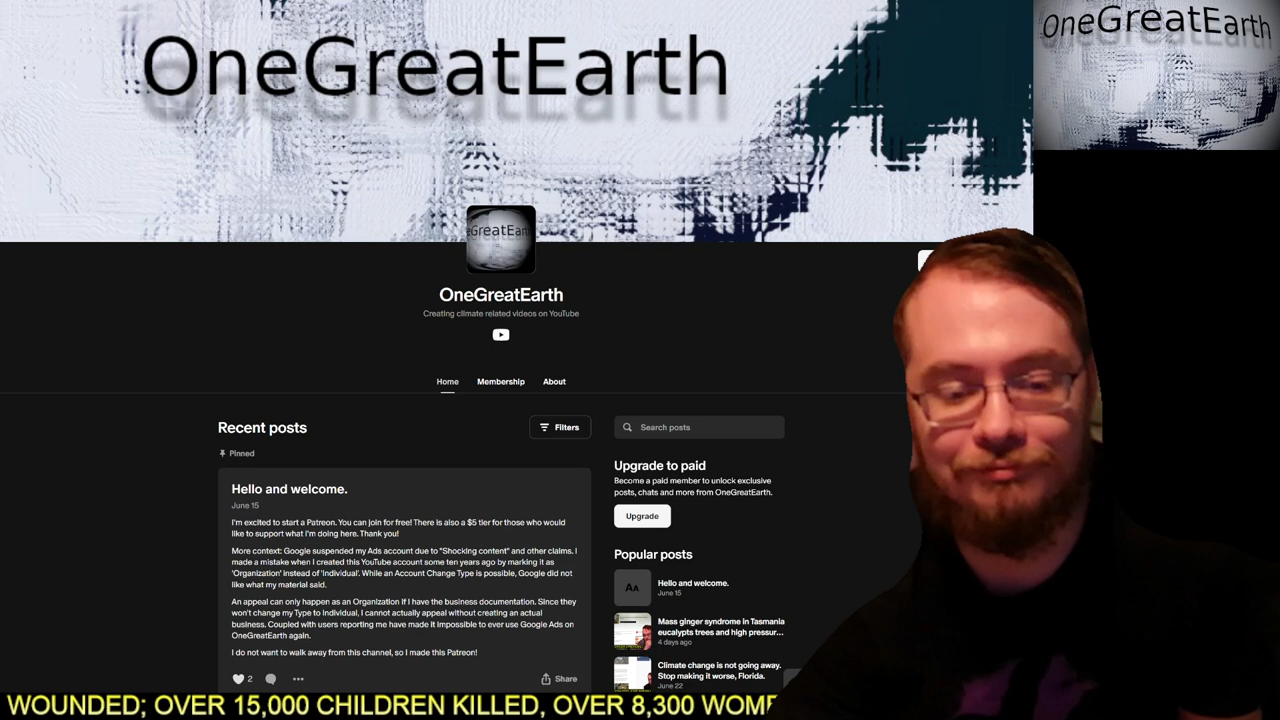 OneGreatEarth
OneGreatEarth
GreatEart
OneGreatEarth
Creating climate related videos on YouTube
Home Membership About
Recent posts
Filters
Search posts
Pinned
Hello and welcome.
June 15
I'm excited to start a Patreon. You can join for free! There is also a $5 tier for those who would
like to support what I'm doing here. Thank you!
More context: Google suspended my Ads account due to "Shocking content" and other claims. I
made a mistake when I created this YouTube account some ten years ago by marking it as
'Organization' instead of 'Individual'. While an Account Change Type is possible, Google did not
like what my material said.
An appeal can only happen as an Organization if I have the business documentation. Since they
won't change my Type to Individual, I cannot actually appeal without creating an actual
business. Coupled with users reporting me have made it impossible to ever use Google Ads on
OneGreatEarth again.
I do not want to walk away from this channel, so I made this Patreon!
2
Share
Upgrade to paid
Become a paid member to unlock exclusive
posts, chats and more from OneGreatEarth.
Upgrade
Popular posts
AA
Hello and welcome.
June 15
Mass ginger syndrome in Tasmania
eucalypts trees and high pressur...
4 days ago
Climate change is not going away.
Stop making it worse, Florida.
June 22
WOUNDED; OVER 15,000 CHILDREN KILLED, OVER 8,300 WOME